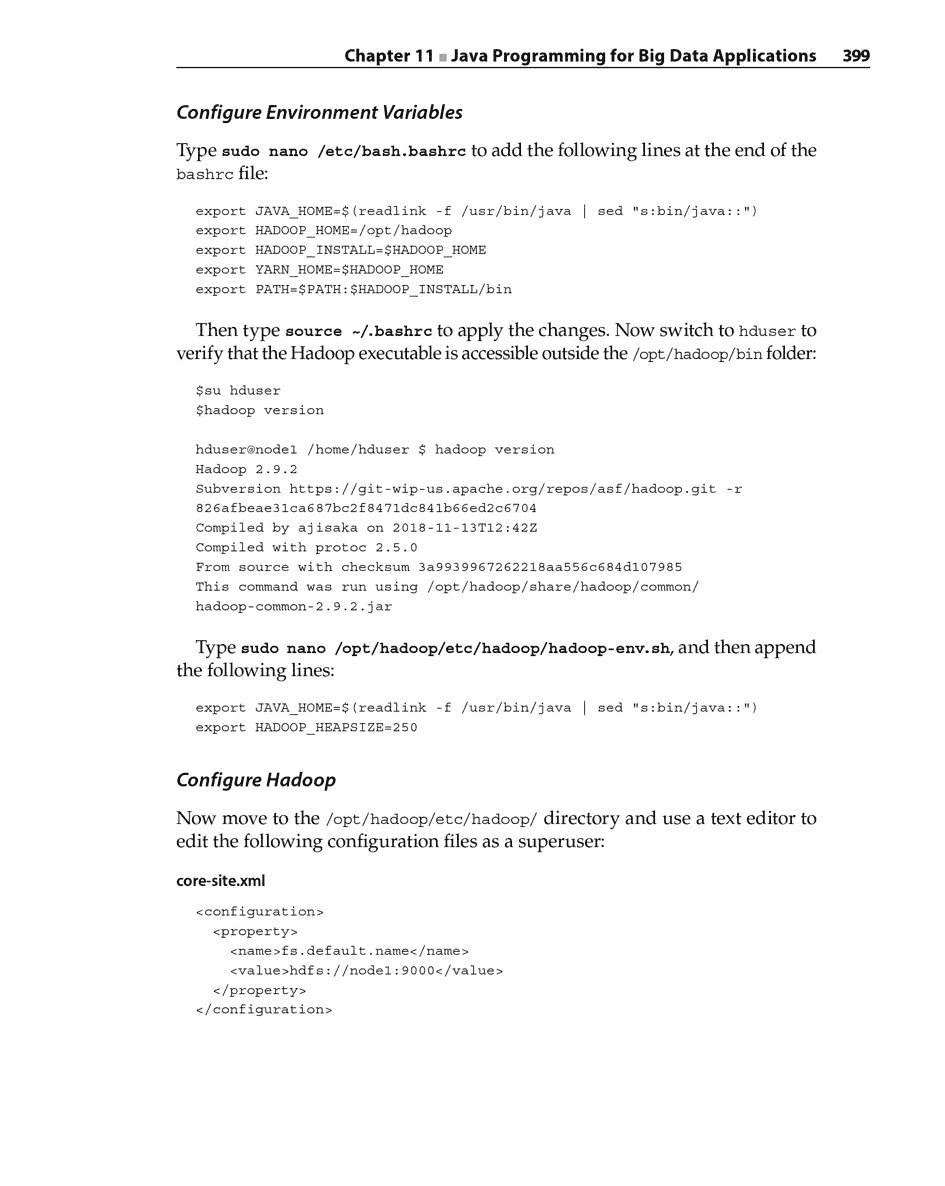 Chapter 11 ■ Java Programming for Big Data Applications 399
Configure Environment Variables
Type sudo nano /etc/bash.bashrc to add the following lines at the end of the
bashrc file:
export JAVA_HOME=$(readlink -f /usr/bin/java | sed "s:bin/java::")
export HADOOP_HOME=/opt/hadoop
export HADOOP_INSTALL=$HADOOP_HOME
export YARN_HOME=$HADOOP_HOME
export PATH=$PATH:$HADOOP_INSTALL/bin
Then type source ~/.bashrc to apply the changes. Now switch to hduser to
verify that the Hadoop executable is accessible outside the /opt/hadoop/bin folder:
$su hduser
$hadoop version
hduser@node1 /home/hduser $ hadoop version
Hadoop 2.9.2
Subversion https://git-wip-us.apache.org/repos/asf/hadoop.git -r
826afbeae31ca687bc2f8471dc841b66ed2c6704
Compiled by ajisaka on 2018-11-13T12:42Z
Compiled with protoc 2.5.0
From source with checksum 3a9939967262218aa556c684d107985
This command was run using /opt/hadoop/share/hadoop/common/
hadoop-common-2.9.2.jar
Type sudo nano /opt/hadoop/etc/hadoop/hadoop-env.sh, and then append
the following lines:
export JAVA_HOME=$(readlink -f /usr/bin/java | sed "s:bin/java::")
export HADOOP_HEAPSIZE=250
Configure Hadoop
Now move to the /opt/hadoop/etc/hadoop/ directory and use a text editor to
edit the following configuration files as a superuser:
core-site.xml
<configuration>
<property>
<name>fs.default.name</name>
<value>hdfs://node1:9000</value>
</property>
</configuration>